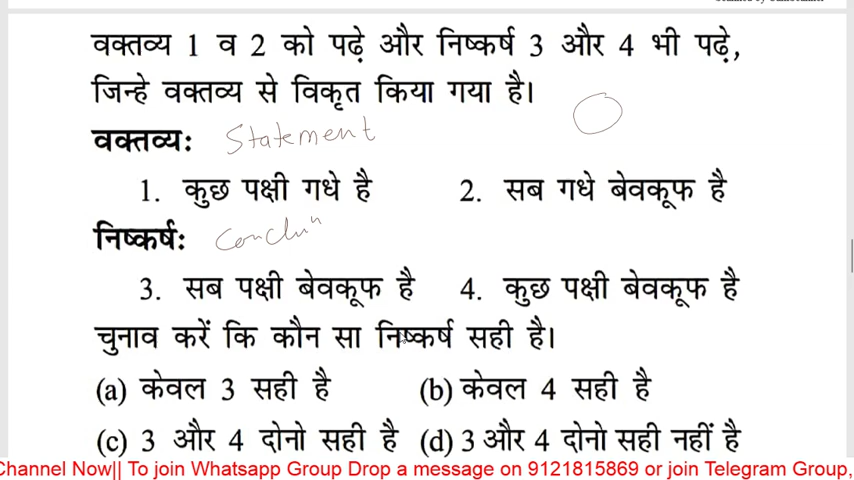 वक्तव्य 1 व 2 को पढ़े और निष्कर्ष 3 और 4 भी पढ़े,
जिन्हे वक्तव्य से विकृत किया गया है।
वक्तव्यः Statement
1. कुछ पक्षी गधे है 2. सब गधे बेवकूफ है
निष्कर्षः Conclun
3. सब पक्षी बेवकूफ है 4. कुछ पक्षी बेवकूफ है
चुनाव करें कि कौन सा निष्कर्ष सही है।
(a) केवल 3 सही है (b) केवल 4 सही है
(c) 3 और 4 दोनो सही है (d) 3 और 4 दोनो सही नहीं है
Channel Now|| To join Whatsapp Group Drop a message on 9121815869 or join Telegram Group,